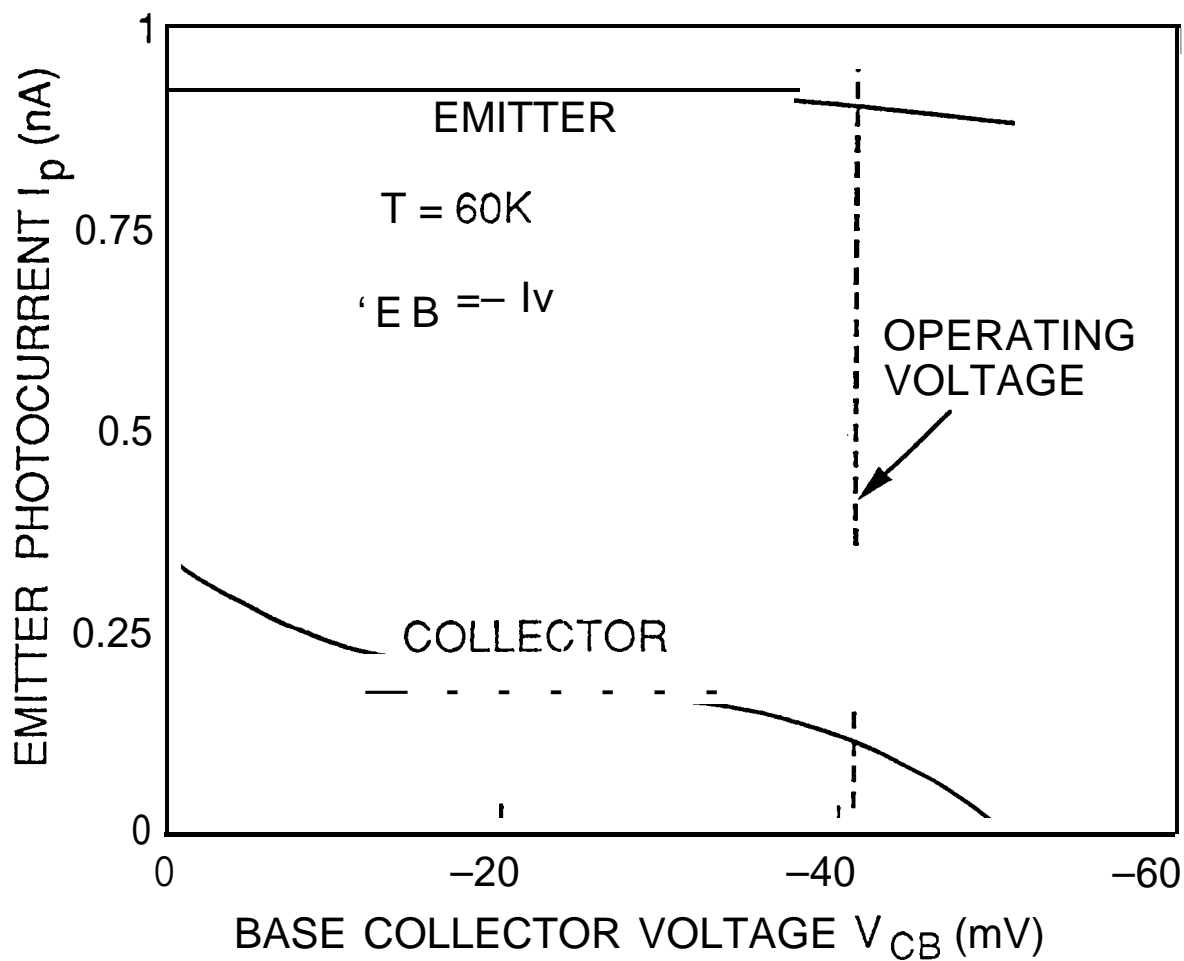 1
EMITTER
T = 60K
‘EB =– Iv
0.75
OPERATING
VOLTAGE
0.5
COLLECTOR
0.25
0
0 –20 –40 –60
BASE COLLECTOR VOLTAGE VCB (mV)
EMITTER PHOTOCURRENT Ip (nA)